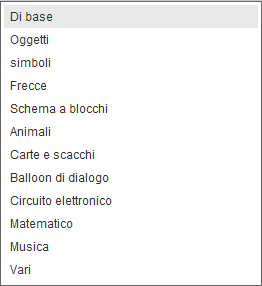 Di base
Oggetti
simboli
Frecce
Schema a blocchi
Animali
Carte e scacchi
Balloon di dialogo
Circuito elettronico
Matematico
Musica
Vari